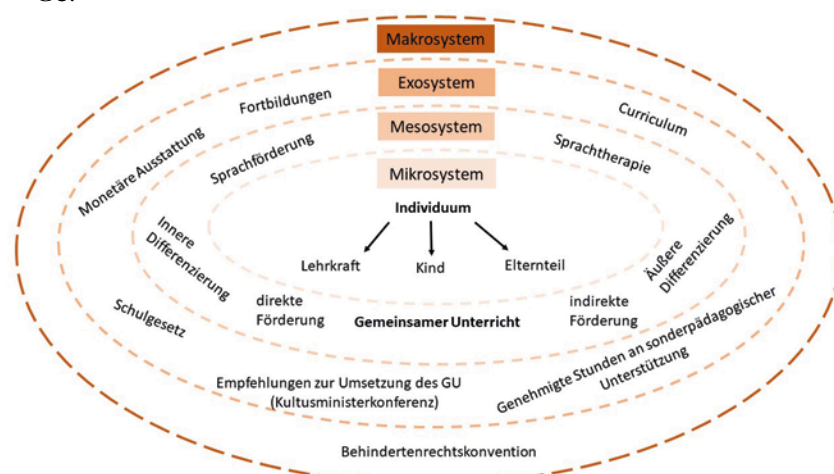 Makrosystem
Exosystem
Fortbildungen
Curriculum
Mesosystem
Monetäre Ausstattung
Sprachförderung
Sprachtherapie
Mikrosystem
Individuum
Innere
Differenzierung
Lehrkraft
Kind
Elternteil
Äußere
Differenzierung
direkte
Förderung
Gemeinsamer Unterricht
indirekte
Förderung
Schulgesetz
Genehmigte Stunden an sonderpädagogischer
Unterstützung
Empfehlungen zur Umsetzung des GU
(Kultusministerkonferenz)
Behindertenrechtskonvention